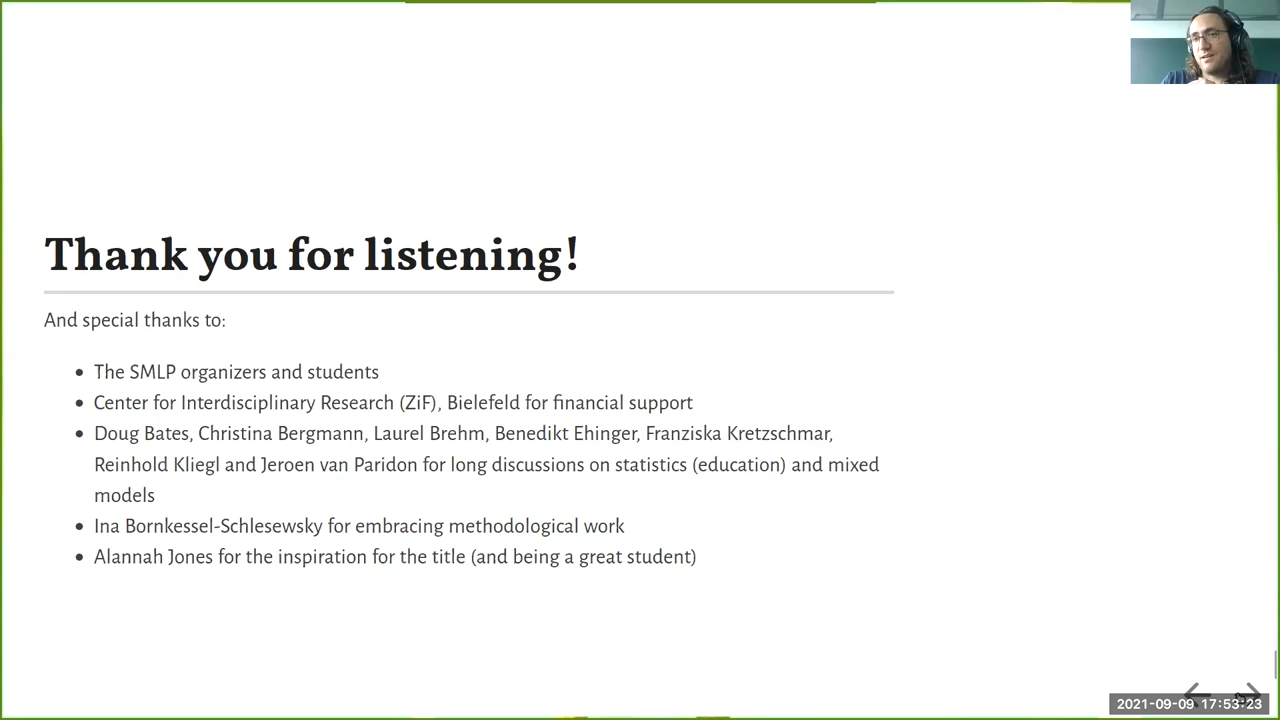 Thank you for listening!
And special thanks to:
• The SMLP organizers and students
• Center for Interdisciplinary Research (ZiF), Bielefeld for financial support
• Doug Bates, Christina Bergmann, Laurel Brehm, Benedikt Ehinger, Franziska Kretzschmar,
Reinhold Kliegl and Jeroen van Paridon for long discussions on statistics (education) and mixed
models
• Ina Bornkessel-Schlesewsky for embracing methodological work
• Alannah Jones for the inspiration for the title (and being a great student)
2021-09-09 17:53:23